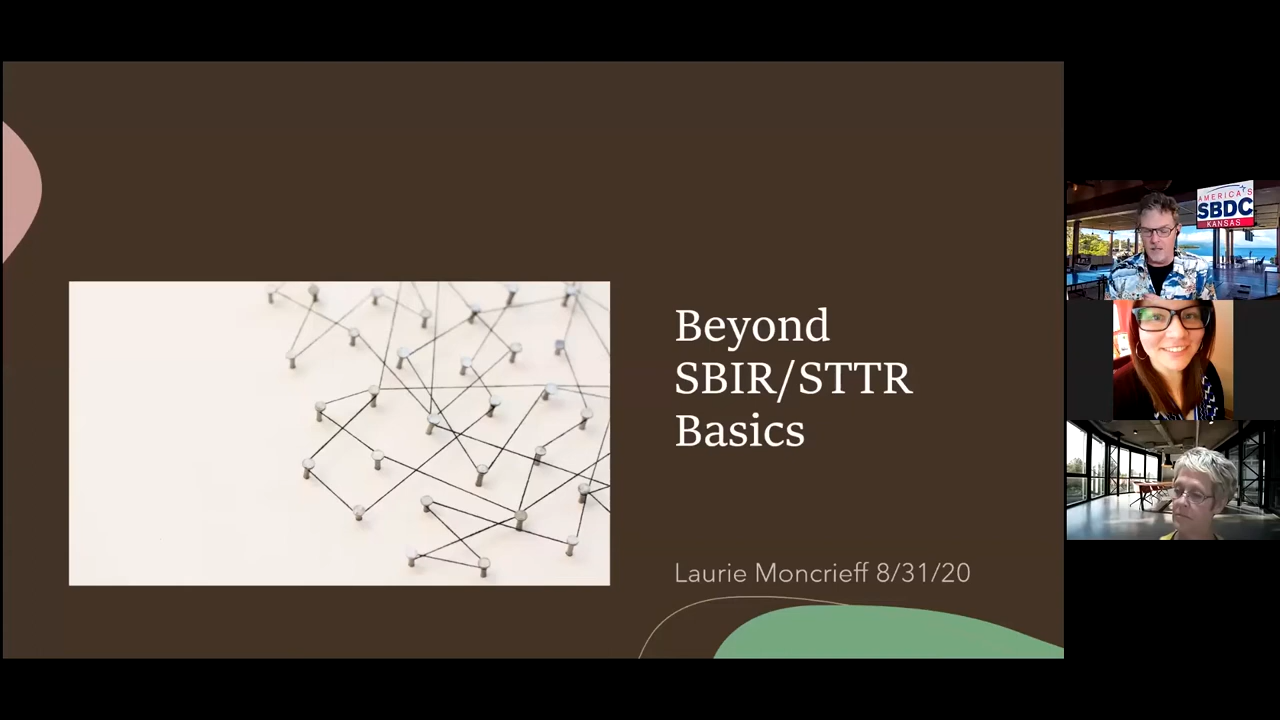 Beyond
SBIR/STTR
Basics
Laurie Moncrieff 8/31/20
AMERICA'S
SBDC
KANSAS